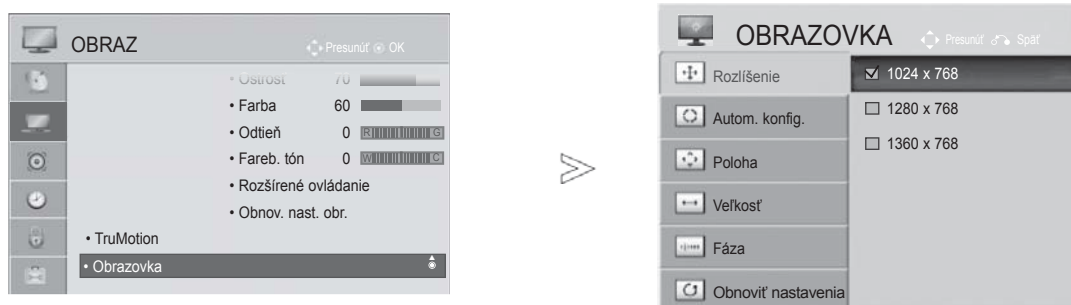 OBRAZ
Presunúť OK
• Ostrosť 70
• Farba 60
• Odtieň 0 R G
• Fareb. tón 0 W C
• Rozšírené ovládanie
• Obnov. nast. obr.
• TruMotion
• Obrazovka
OBRAZOVKA
Presunúť Späť
Rozlíšenie
1024 x 768
1280 x 768
1360 x 768
Autom. konfig.
Poloha
Veľkosť
Fáza
Obnoviť nastavenia